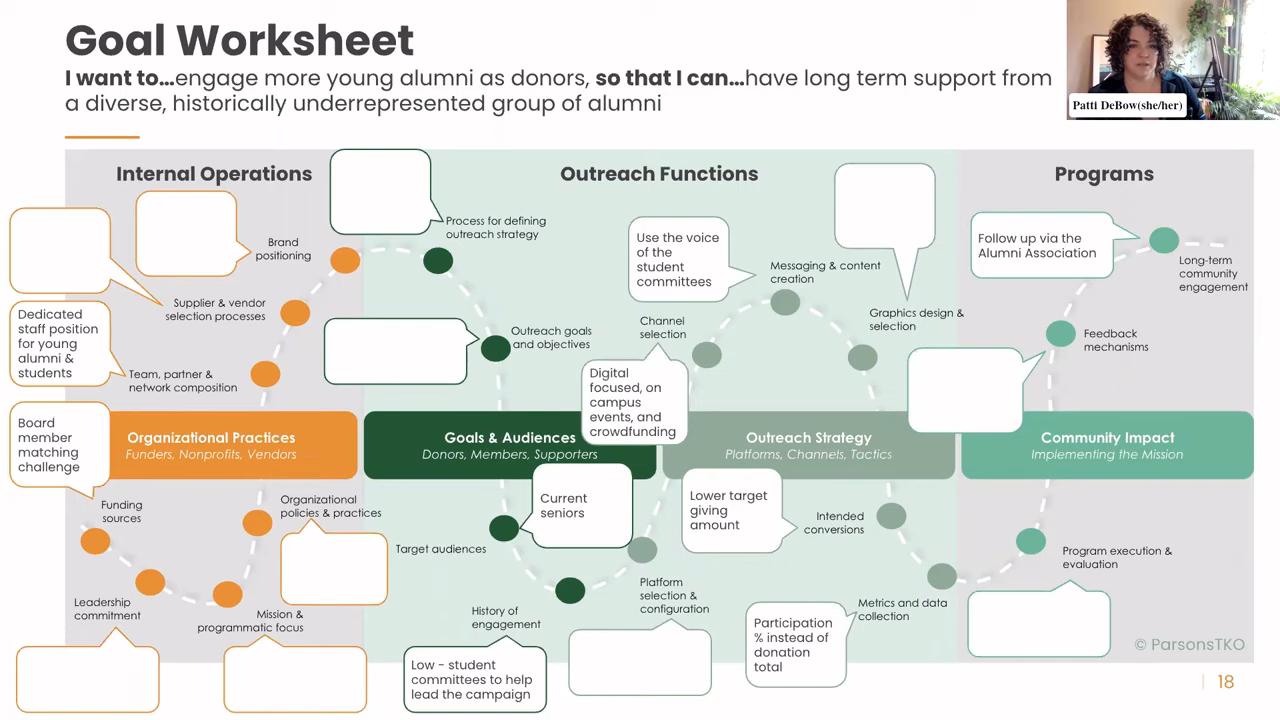 Goal Worksheet
I want to...engage more young alumni as donors, so that I can...have long term support from
a diverse, historically underrepresented group of alumni
Patti DeBow(she/her)
Internal Operations
Outreach Functions
Programs
Brand
positioning
Supplier & vendor
selection processes
Dedicated
staff position
for young
alumni &
students
Team, partner &
network composition
Board
member
matching
challenge
Organizational Practices
Funders, Nonprofits, Vendors
Funding
sources
Organizational
policies & practices
Leadership
commitment
Mission &
programmatic focus
Process for defining
outreach strategy
Outreach goals
and objectives
Goals & Audiences
Donors, Members, Supporters
Current
seniors
Target audiences
History of
engagement
Low - student
committees to help
lead the campaign
Use the voice
of the
student
committees
Messaging & content
creation
Channel
selection
Digital
focused, on
campus
events, and
crowdfunding
Graphics design &
selection
Outreach Strategy
Platforms, Channels, Tactics
Lower target
giving
amount
Intended
conversions
Platform
selection &
configuration
Metrics and data
collection
Participation
% instead of
donation
total
Follow up via the
Alumni Association
Long-term
community
engagement
Feedback
mechanisms
Community Impact
Implementing the Mission
Program execution &
evaluation
© ParsonsTKO
18